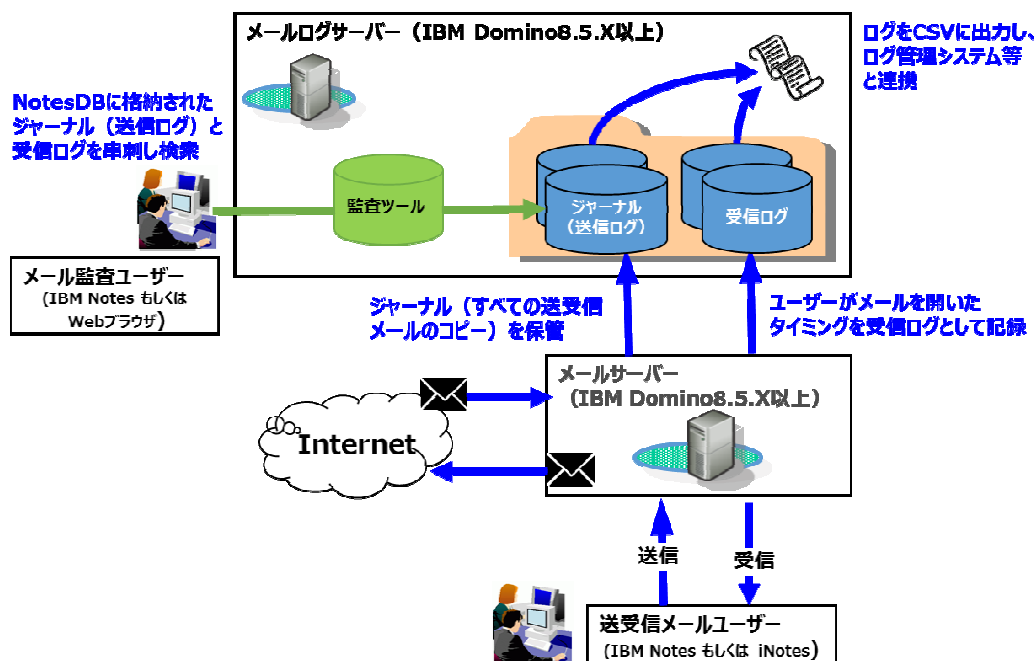 メールログサーバー（IBM Domino8.5.X以上）
ログをCSVに出力し、
ログ管理システム等
と連携
NotesDBに格納された
ジャーナル（送信ログ）と
受信ログを串刺し検索
監査ツール
ジャーナル
（送信ログ）
受信ログ
メール監査ユーザー
(IBM Notes もしくは
Webブラウザ)
ジャーナル（すべての送受信
メールのコピー）を保管
ユーザーがメールを開いた
タイミングを受信ログとして記録
メールサーバー
（IBM Domino8.5.X以上）
Internet
送信
受信
送受信メールユーザー
(IBM Notes もしくは iNotes)